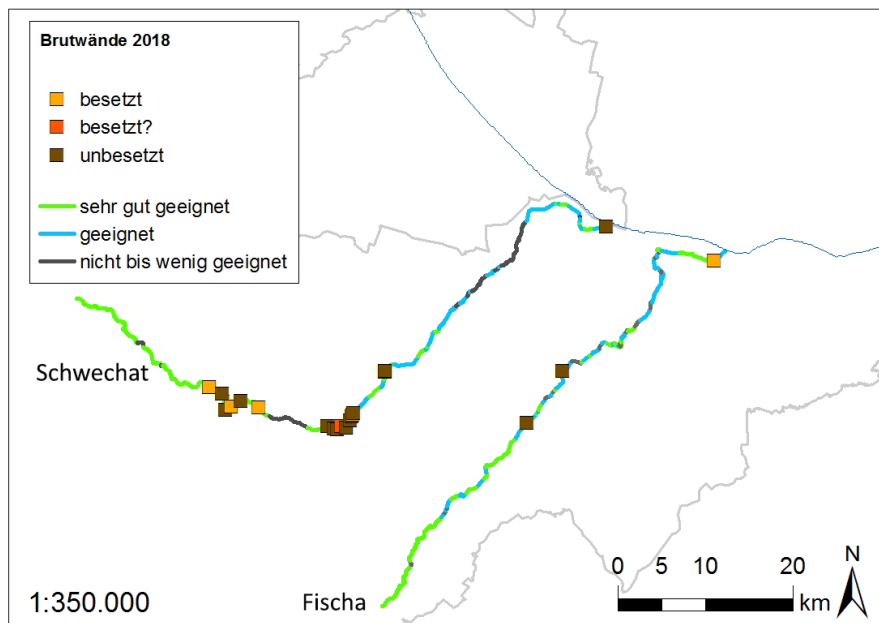 Brutwände 2018
besetzt
besetzt?
unbesetzt
sehr gut geeignet
geeignet
nicht bis wenig geeignet
Schwechat
Fischa
1:350.000
0 5 10 20
km
N